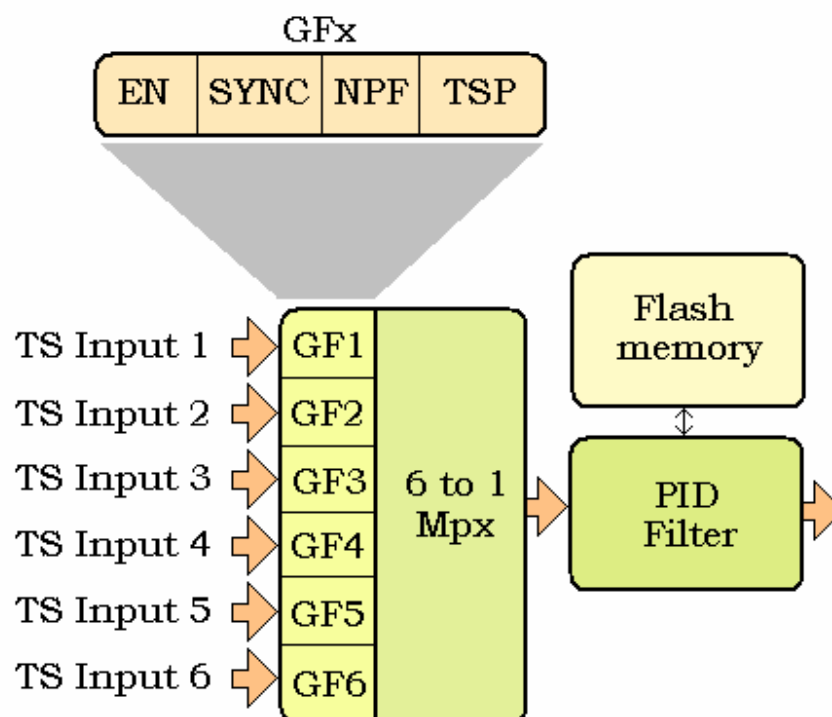 GFx
EN SYNC NPF TSP
Flash
memory
TS Input 1 GF1
TS Input 2 GF2
TS Input 3 GF3
TS Input 4 GF4
TS Input 5 GF5
TS Input 6 GF6
6 to 1
Mpx
PID
Filter